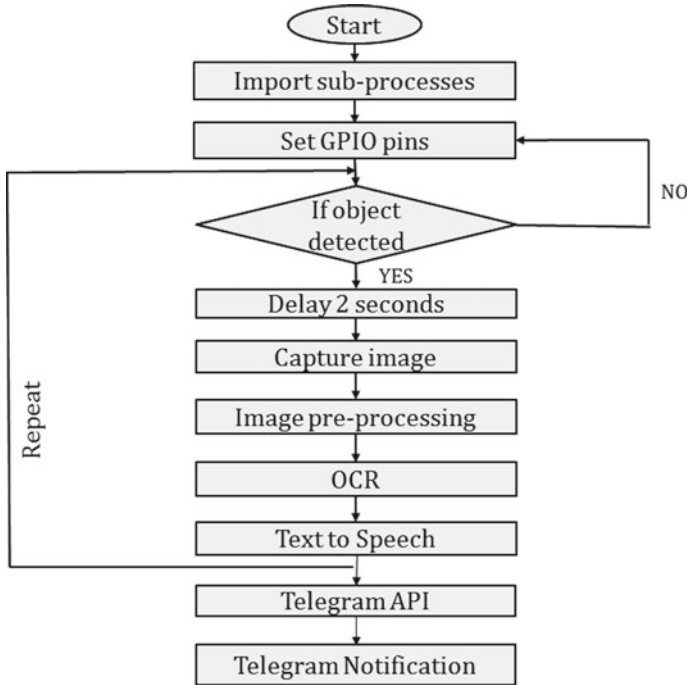 Start
Import sub-processes
Set GPIO pins
NO
If object
detected
YES
Delay 2 seconds
Capture image
Image pre-processing
Repeat
OCR
Text to Speech
Telegram API
Telegram Notification